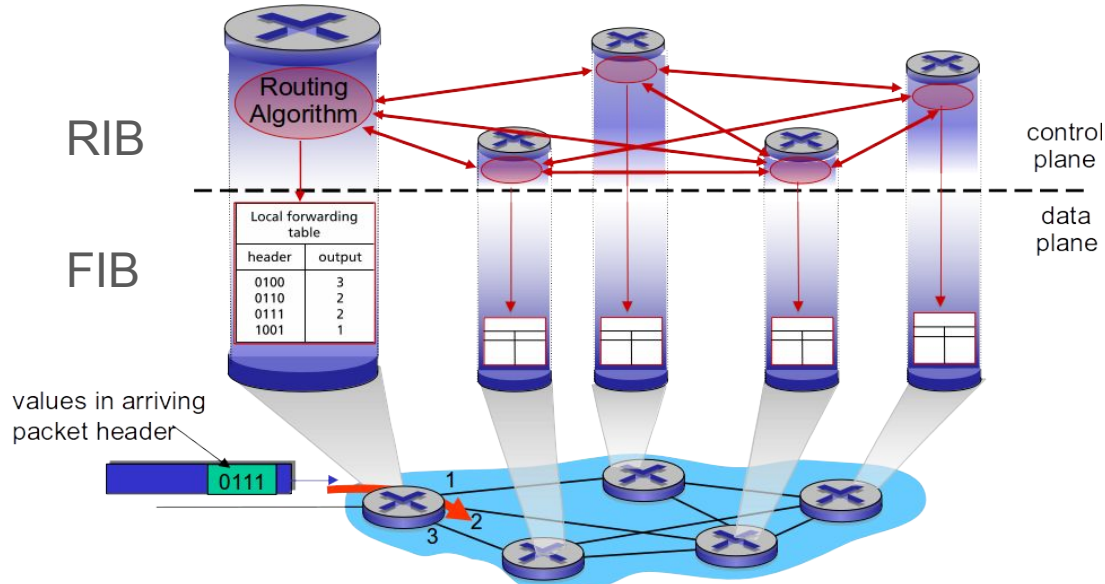 Routing
Algorithm
RIB
control
plane
data
plane
FIB
Local forwarding
table
header output
0100 3
0110 2
0111 2
1001 1
values in arriving
packet header
0111
1
2
3